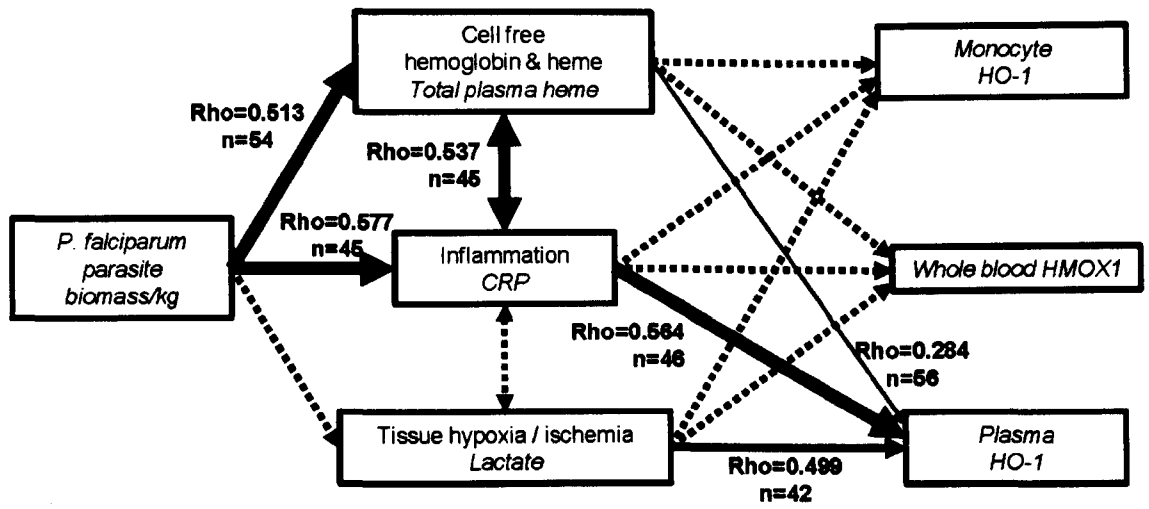 Cell free
hemoglobin & heme
Total plasma heme
Monocyte
HO-1
Rho=0.513
n=54
Rho=0.537
n=45
P. falciparum
parasite
biomass/kg
Rho=0.577
n=45
Inflammation
CRP
Whole blood HMOX1
Rho=0.564
n=46
Rho=0.284
n=56
Tissue hypoxia / ischemia
Lactate
Rho=0.499
n=42
Plasma
HO-1